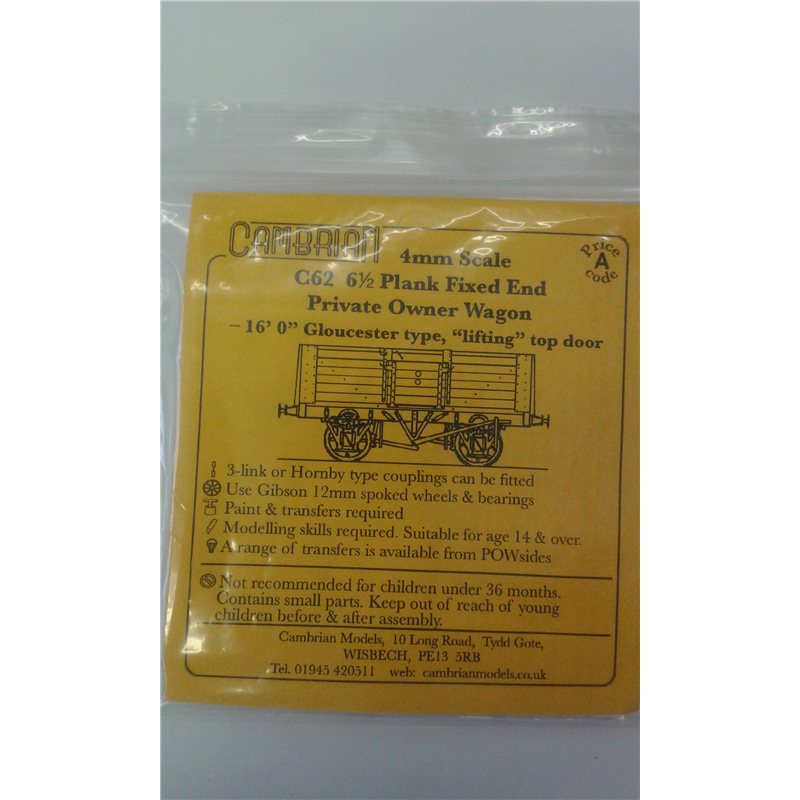 CAMBRIAN
4mm Scale
Price A code
C62 6½ Plank Fixed End
Private Owner Wagon
– 16' 0” Gloucester type, “lifting” top door
3-link or Hornby type couplings can be fitted
Use Gibson 12mm spoked wheels & bearings
Paint & transfers required
Modelling skills required. Suitable for age 14 & over.
A range of transfers is available from POWsides
Not recommended for children under 36 months.
Contains small parts. Keep out of reach of young
children before & after assembly.
Cambrian Models, 10 Long Road, Tydd Gote,
WISBECH, PE13 5RB
Tel. 01945 420511 web: cambrianmodels.co.uk